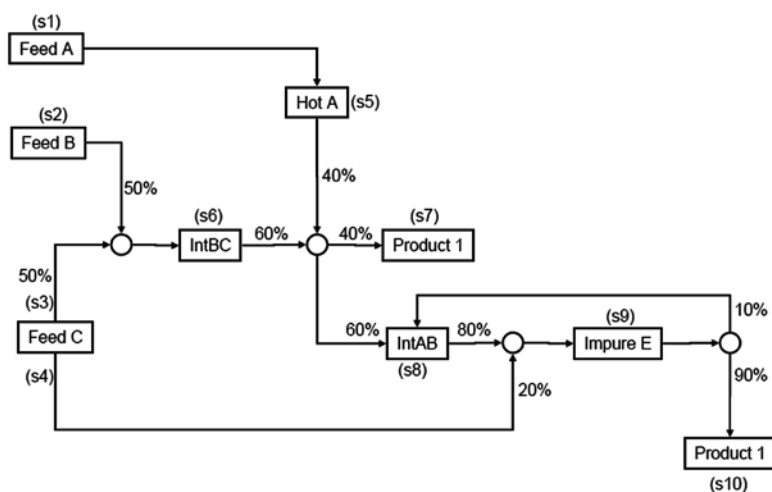 (s1)
Feed A
Hot A (s5)
(s2)
Feed B
50%
40%
(s6)
IntBC
60%
40%
(s7)
Product 1
50%
(s3)
Feed C
(s4)
60%
IntAB
(s8)
80%
20%
(s9)
Impure E
10%
90%
Product 1
(s10)